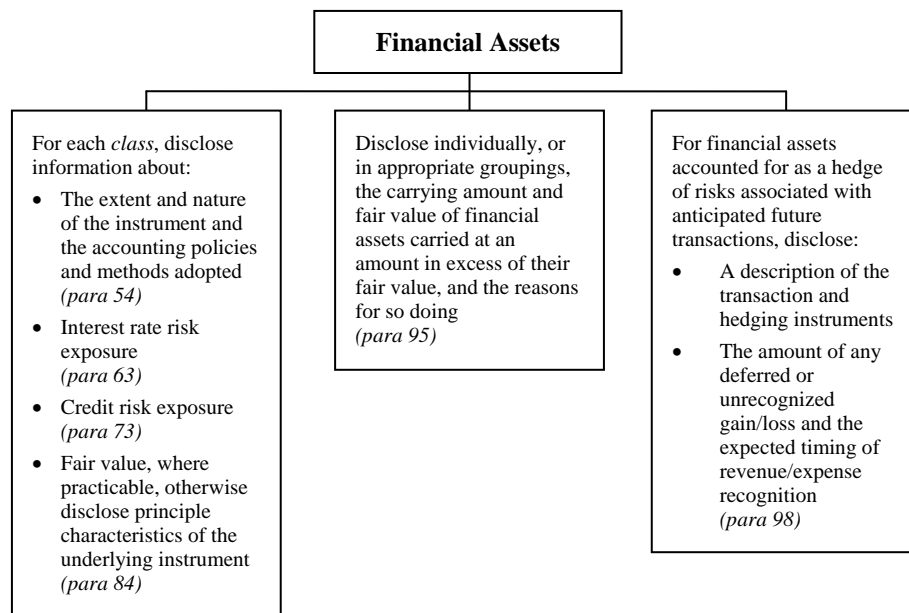 Financial Assets
For each class, disclose
information about:
• The extent and nature
of the instrument and
the accounting policies
and methods adopted
(para 54)
• Interest rate risk
exposure
(para 63)
• Credit risk exposure
(para 73)
• Fair value, where
practicable, otherwise
disclose principle
characteristics of the
underlying instrument
(para 84)
Disclose individually, or
in appropriate groupings,
the carrying amount and
fair value of financial
assets carried at an
amount in excess of their
fair value, and the reasons
for so doing
(para 95)
For financial assets
accounted for as a hedge
of risks associated with
anticipated future
transactions, disclose:
• A description of the
transaction and
hedging instruments
• The amount of any
deferred or
unrecognized
gain/loss and the
expected timing of
revenue/expense
recognition
(para 98)